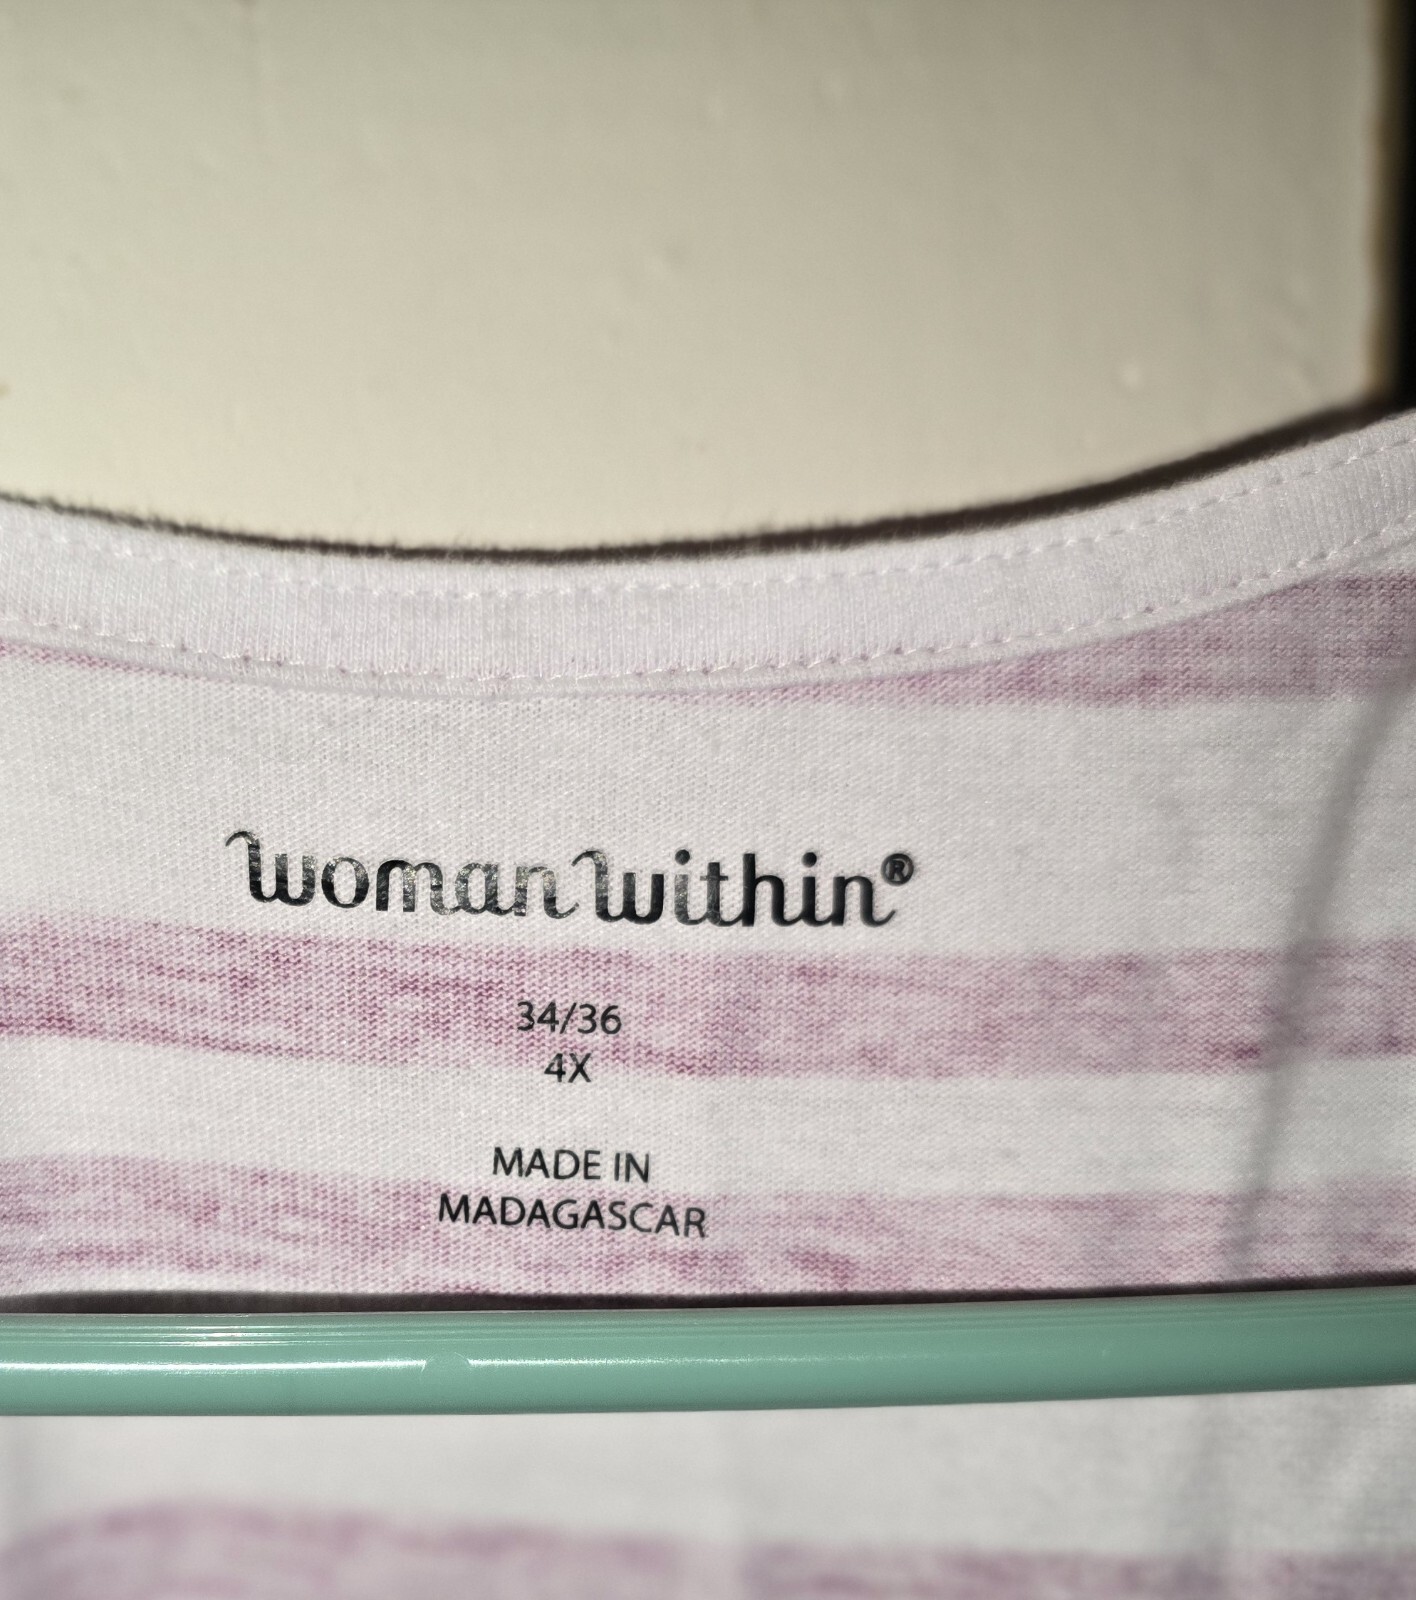 woman within®
34/36
4X
MADE IN
MADAGASCAR